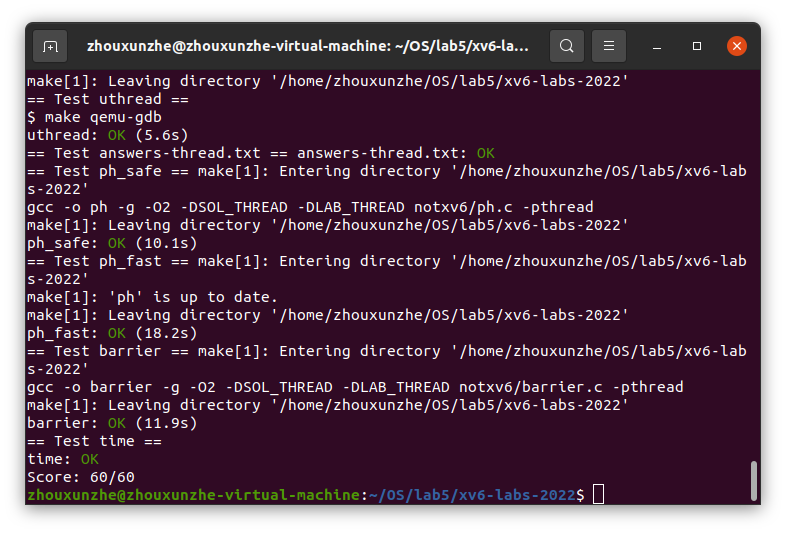 zhouxunzhe@zhouxunzhe-virtual-machine: ~/OS/lab5/xv6-la...
make[1]: Leaving directory '/home/zhouxunzhe/OS/lab5/xv6-labs-2022'
== Test uthread ==
$ make qemu-gdb
uthread: OK (5.6s)
== Test answers-thread.txt == answers-thread.txt: OK
== Test ph_safe == make[1]: Entering directory '/home/zhouxunzhe/OS/lab5/xv6-lab
s-2022'
gcc -o ph -g -O2 -DSOL_THREAD -DLAB_THREAD notxv6/ph.c -pthread
make[1]: Leaving directory '/home/zhouxunzhe/OS/lab5/xv6-labs-2022'
ph_safe: OK (10.1s)
== Test ph_fast == make[1]: Entering directory '/home/zhouxunzhe/OS/lab5/xv6-lab
s-2022'
make[1]: 'ph' is up to date.
make[1]: Leaving directory '/home/zhouxunzhe/OS/lab5/xv6-labs-2022'
ph_fast: OK (18.2s)
== Test barrier == make[1]: Entering directory '/home/zhouxunzhe/OS/lab5/xv6-lab
s-2022'
gcc -o barrier -g -O2 -DSOL_THREAD -DLAB_THREAD notxv6/barrier.c -pthread
make[1]: Leaving directory '/home/zhouxunzhe/OS/lab5/xv6-labs-2022'
barrier: OK (11.9s)
== Test time ==
time: OK
Score: 60/60
zhouxunzhe@zhouxunzhe-virtual-machine:~/OS/lab5/xv6-labs-2022$